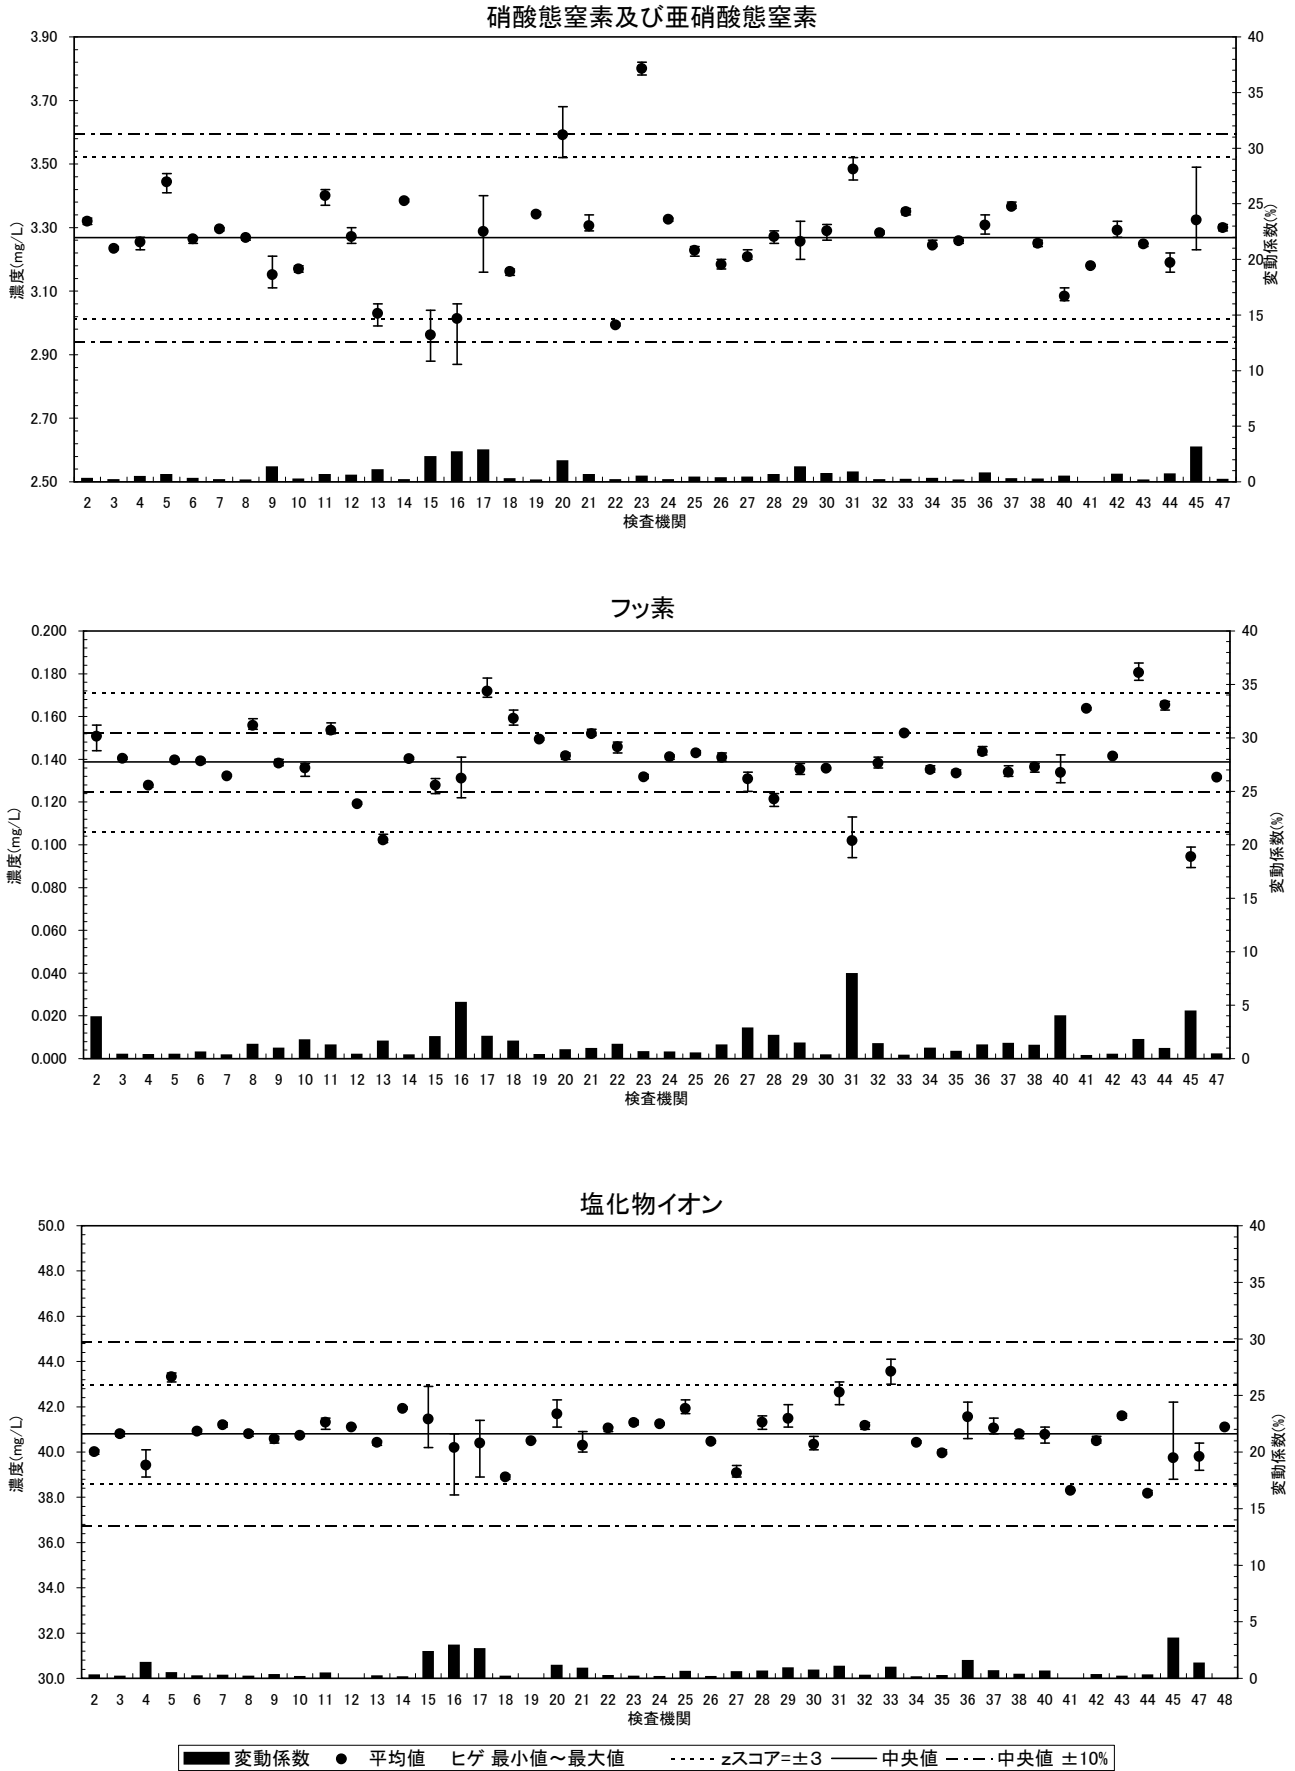 硝酸態窒素及び亜硝酸態窒素
3.90 3.70 3.50 3.30 3.10 2.90 2.70 2.50
濃度(mg/L)
40 35 30 25 20 15 10 5 0
変動係数(%)
2 3 4 5 6 7 8 9 10 11 12 13 14 15 16 17 18 19 20 21 22 23 24 25 26 27 28 29 30 31 32 33 34 35 36 37 38 40 41 42 43 44 45 47
検査機関
フッ素
0.200 0.180 0.160 0.140 0.120 0.100 0.080 0.060 0.040 0.020 0.000
濃度(mg/L)
40 35 30 25 20 15 10 5 0
変動係数(%)
2 3 4 5 6 7 8 9 10 11 12 13 14 15 16 17 18 19 20 21 22 23 24 26 27 28 29 30 31 32 33 34 35 36 37 38 40 41 42 43 44 45 47
検査機関
塩化物イオン
50.0 48.0 46.0 44.0 42.0 40.0 38.0 36.0 34.0 32.0 30.0
濃度(mg/L)
40 35 30 25 20 15 10 5 0
変動係数(%)
2 3 4 5 6 7 8 9 10 11 12 13 14 15 16 17 18 19 20 21 22 23 24 25 26 27 28 29 30 31 32 33 34 35 36 37 38 40 41 42 43 44 45 47 48
検査機関
変動係数 平均値 ヒゲ 最小値～最大値 zスコア=±3 中央値 中央値 ±10%